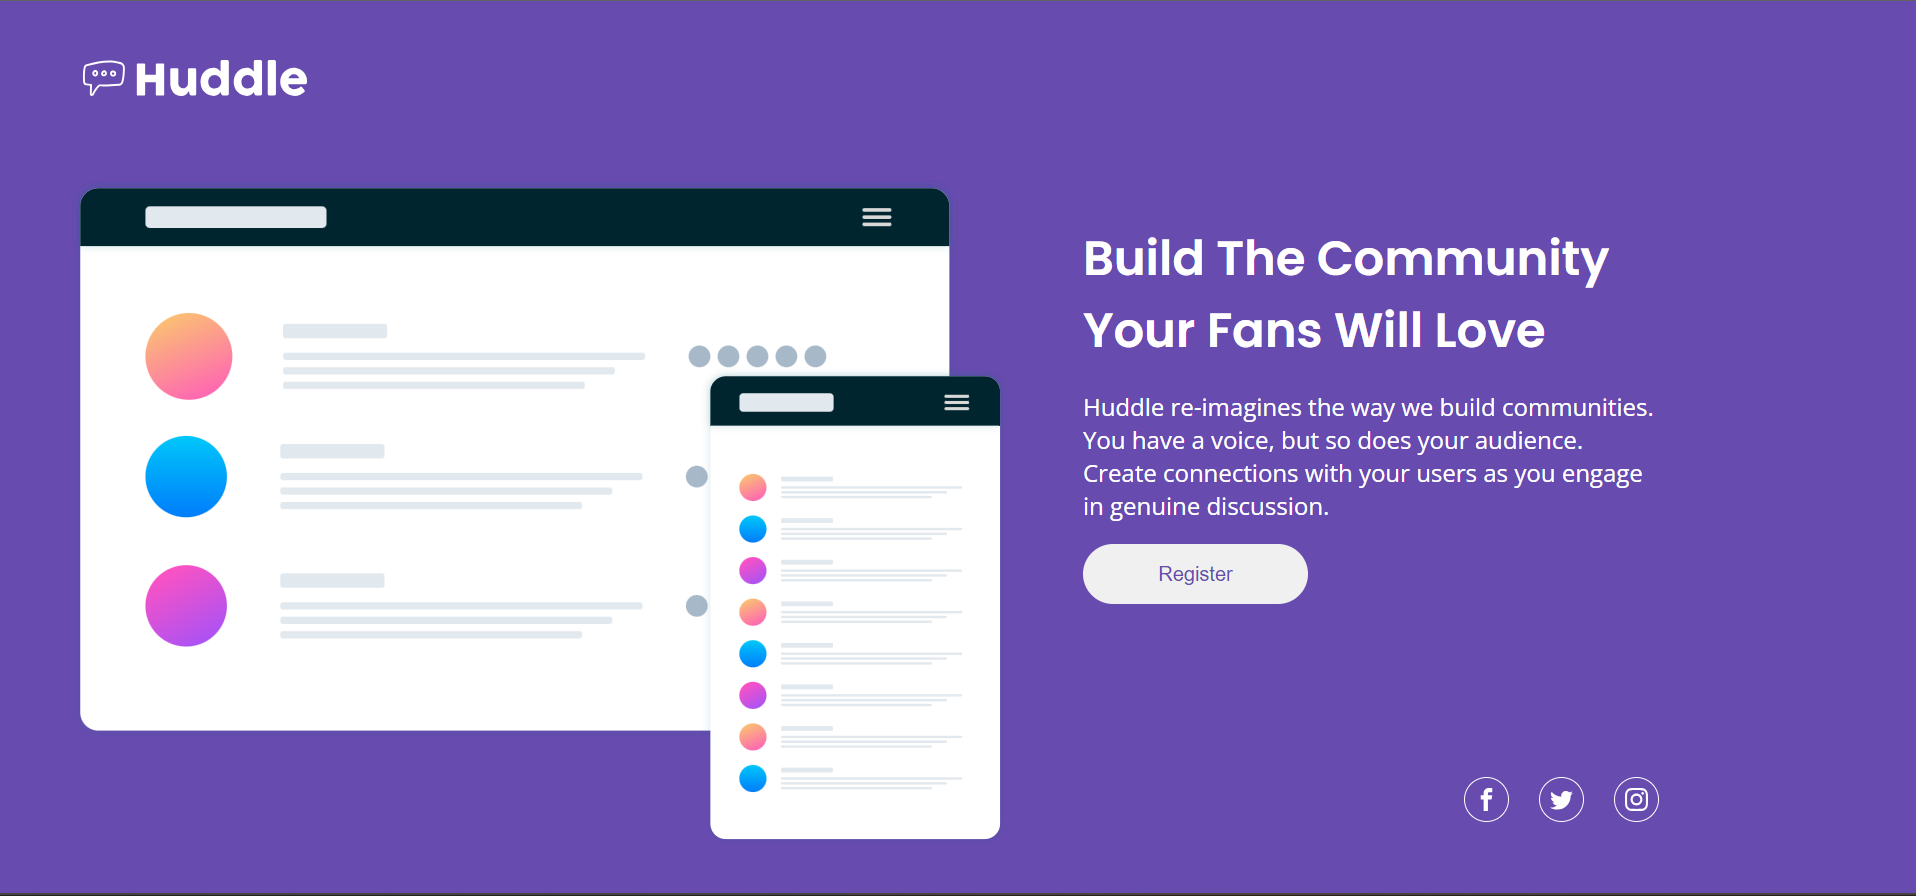 Huddle
Build The Community
Your Fans Will Love
Huddle re-imagines the way we build communities.
You have a voice, but so does your audience.
Create connections with your users as you engage
in genuine discussion.
Register